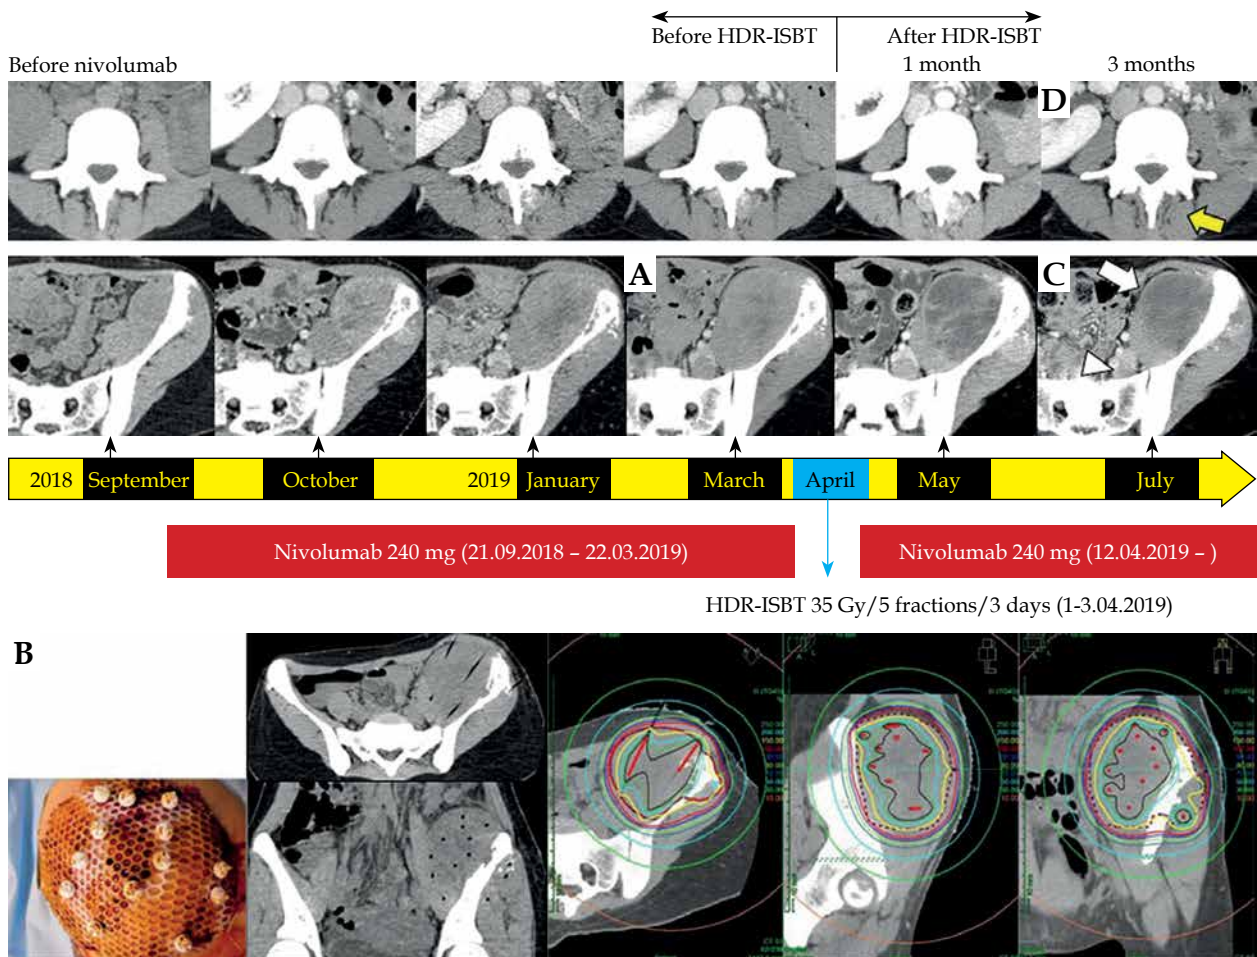 Before HDR-ISBT
After HDR-ISBT
Before nivolumab
1 month
3 months
D
A
C
2018
September
October
2019
January
March
April
May
July
Nivolumab 240 mg (21.09.2018 – 22.03.2019)
Nivolumab 240 mg (12.04.2019 – )
HDR-ISBT 35 Gy/5 fractions/3 days (1-3.04.2019)
B